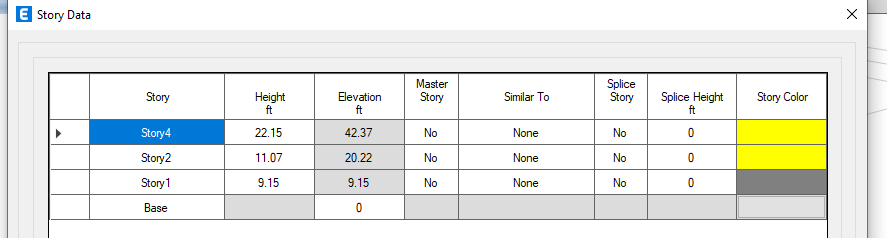 E Story Data
Story Height ft Elevation ft Master Story Similar To Splice Story Splice Height ft Story Color
Story4 22.15 42.37 No None No 0
Story2 11.07 20.22 No None No 0
Story1 9.15 9.15 No None No 0
Base 0